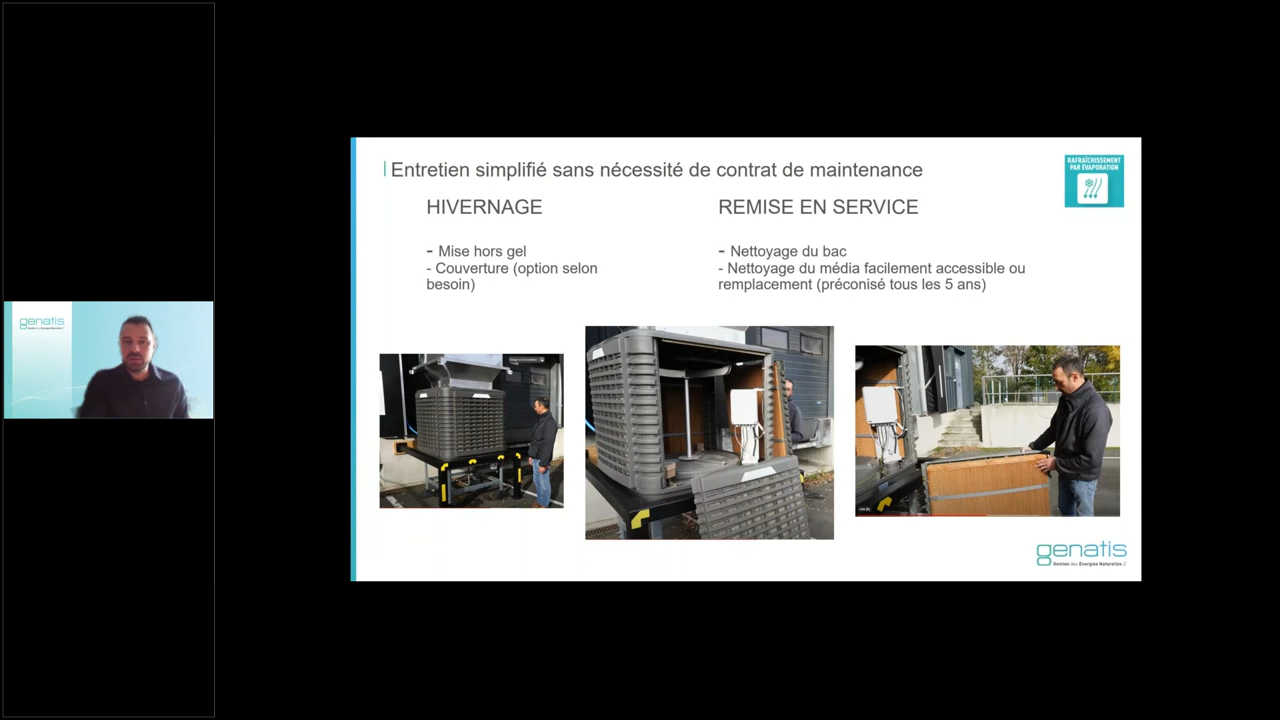 genatis
Entretien simplifié sans nécessité de contrat de maintenance
RAFRAÎCHISSEMENT
PAR ÉVAPORATION
HIVERNAGE
- Mise hors gel
- Couverture (option selon
besoin)
REMISE EN SERVICE
- Nettoyage du bac
- Nettoyage du média facilement accessible ou
remplacement (préconisé tous les 5 ans)
genatis
Gestion des Energies Naturelles //